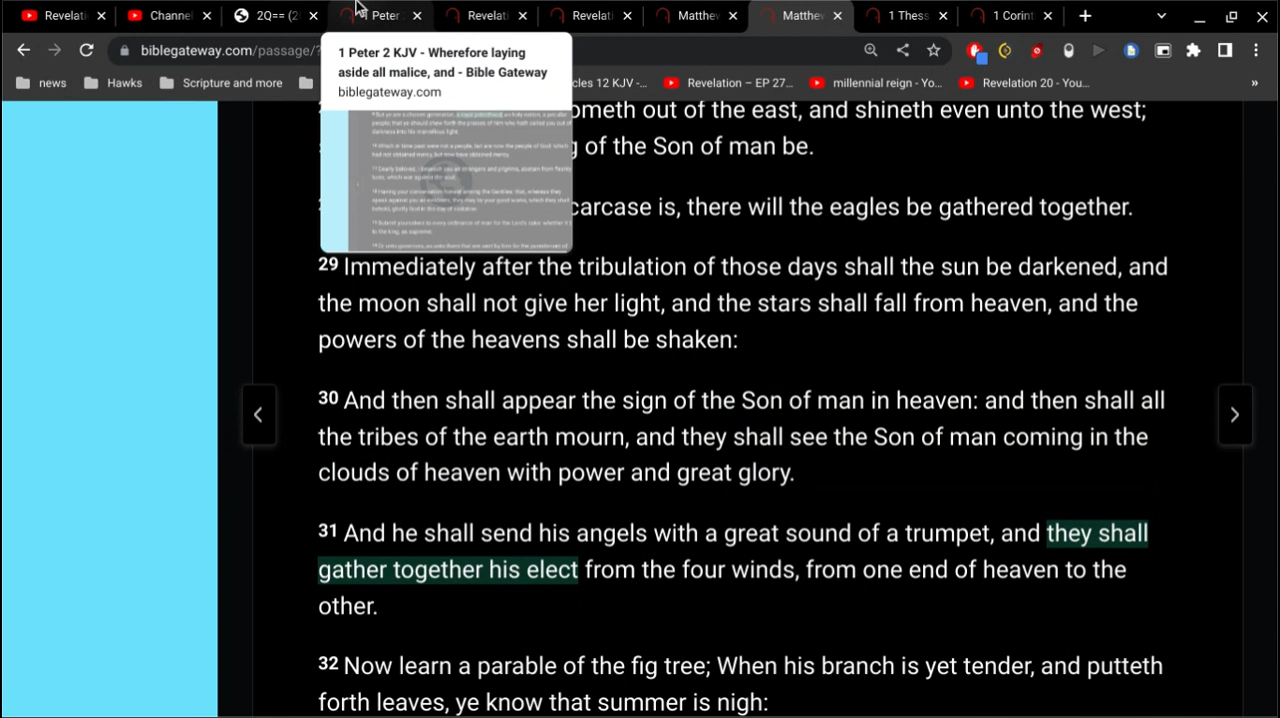 Revelati
Channel
2Q== (2
Peter
Revelati
Revelati
Matthew
Matthew
1 Thess
1 Corint
biblegateway.com/passage/?
news
Hawks
Scripture and more
cles 12 KJV -...
Revelation – EP 27...
millennial reign - Yo...
Revelation 20 - You...
»
1 Peter 2 KJV - Wherefore laying
aside all malice, and - Bible Gateway
biblegateway.com
ometh out of the east, and shineth even unto the west;
g of the Son of man be.
carcase is, there will the eagles be gathered together.
29 Immediately after the tribulation of those days shall the sun be darkened, and
the moon shall not give her light, and the stars shall fall from heaven, and the
powers of the heavens shall be shaken:
30 And then shall appear the sign of the Son of man in heaven: and then shall all
the tribes of the earth mourn, and they shall see the Son of man coming in the
clouds of heaven with power and great glory.
31 And he shall send his angels with a great sound of a trumpet, and they shall
gather together his elect from the four winds, from one end of heaven to the
other.
32 Now learn a parable of the fig tree; When his branch is yet tender, and putteth
forth leaves, ye know that summer is nigh: